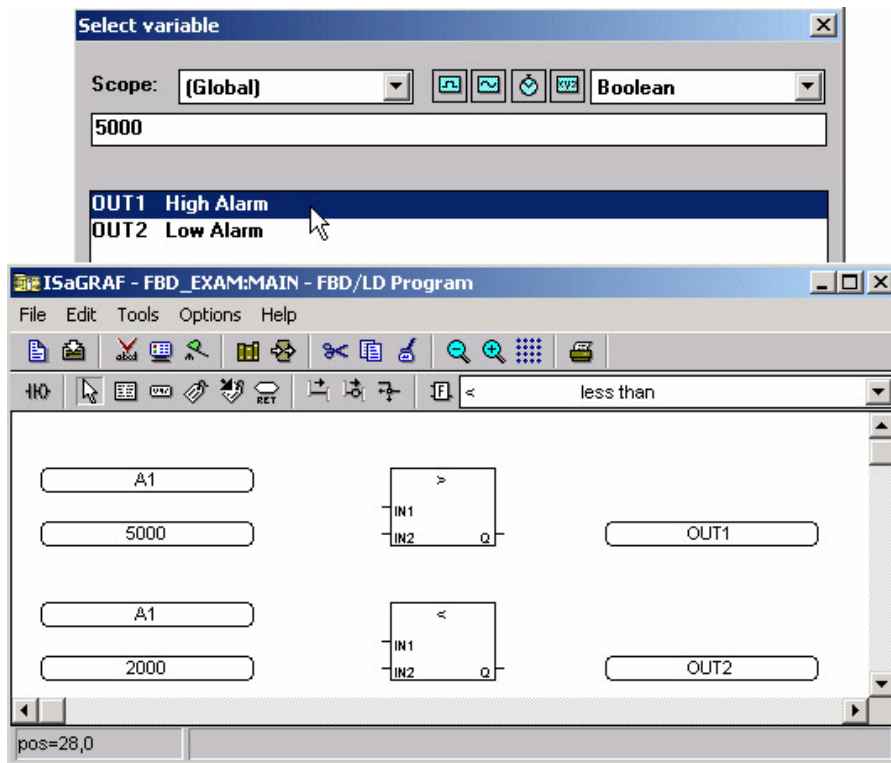 Select variable
Scope: (Global) xyz Boolean
5000
OUT1 High Alarm
OUT2 Low Alarm
ISaGRAF - FBD_EXAM:MAIN - FBD/LD Program
File Edit Tools Options Help
RET < less than
A1 >
IN1
5000 IN2 Q OUT1
A1 <
IN1
2000 IN2 Q OUT2
pos=28,0